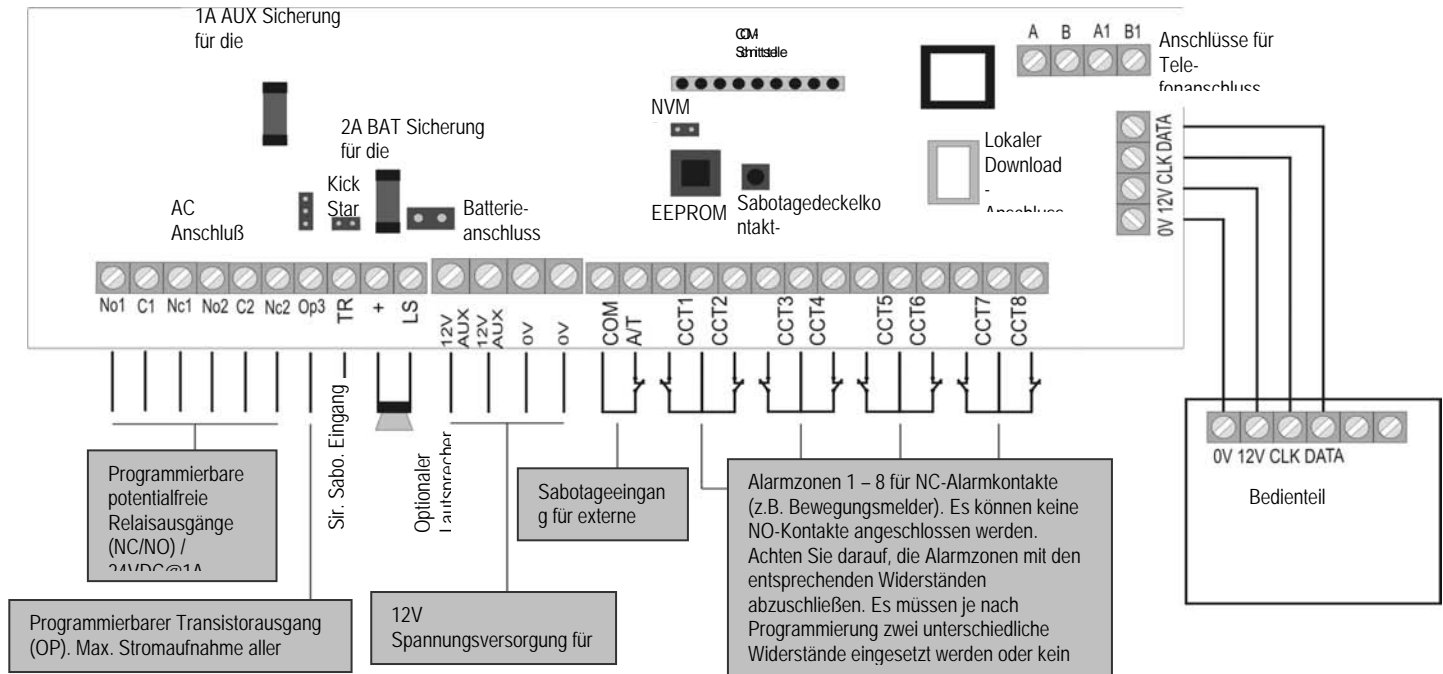 1A AUX Sicherung
für die
COM-
Schnittstelle
A B A1 B1
Anschlüsse für
Tele-
fonanschluss
NVM
2A BAT Sicherung
für die
Kick
Star
AC
Anschluß
Batterie-
anschluss
EEPROM
Sabotagedeckelko
ntakt-
Lokaler
Download
-
Anschluss
0V 12V CLK DATA
No1 C1 Nc1 No2 C2 Nc2 Op3 TR + LS
12V
AUX
12V
AUX
0V
0V
COM
A/T
CCT1
CCT2
CCT3
CCT4
CCT5
CCT6
CCT7
CCT8
Sir. Sabo. Eingang
Optionaler
Lautsprecher
0V 12V CLK DATA
Bedienteil
Programmierbare
potentialfreie
Relaisausgänge
(NC/NO) /
24VDC@1A
Sabotageeingan
g für externe
Alarmzonen 1 – 8 für NC-Alarmkontakte
(z.B. Bewegungsmelder). Es können keine
NO-Kontakte angeschlossen werden.
Achten Sie darauf, die Alarmzonen mit den
entsprechenden Widerständen
abzuschließen. Es müssen je nach
Programmierung zwei unterschiedliche
Widerstände eingesetzt werden oder kein
Programmierbarer Transistorausgang
(OP). Max. Stromaufnahme aller
12V
Spannungsversorgung für